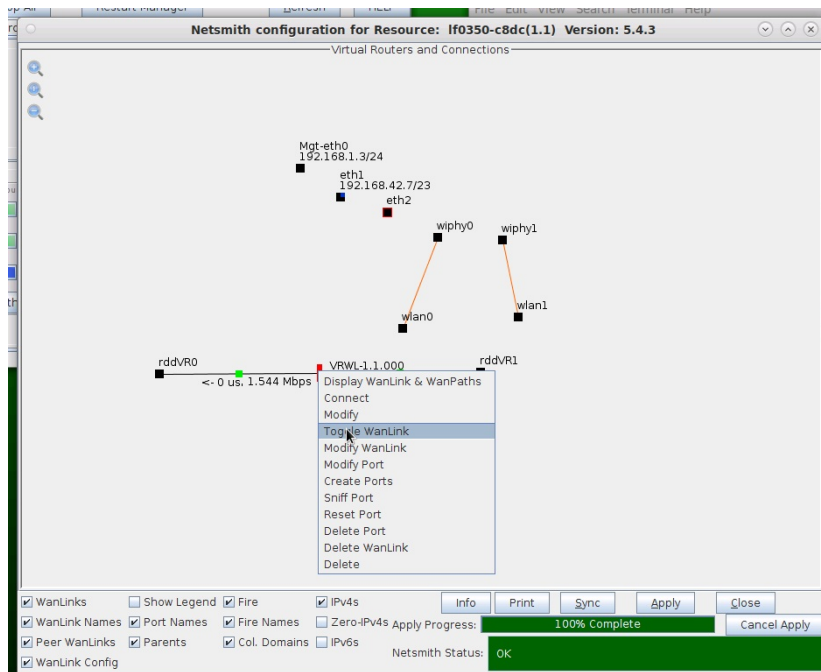 Restart Manager
Refresh
HELP
File Edit View Search Terminal Help
Netsmith configuration for Resource: lf0350-c8dc(1.1) Version: 5.4.3
Virtual Routers and Connections
Mgt-eth0
192.168.1.3/24
eth1
192.168.42.7/23
eth2
wiphy0
wiphy1
wlan0
wlan1
rddVR0
VRWL-1.1.000
rddVR1
<- 0 us, 1.544 Mbps
Display WanLink & WanPaths
Connect
Modify
Toggle WanLink
Modify WanLink
Modify Port
Create Ports
Sniff Port
Reset Port
Delete Port
Delete WanLink
Delete
WanLinks Show Legend Fire IPv4s Info Print Sync Apply Close
WanLink Names Port Names Fire Names Zero-IPv4s Apply Progress: 100% Complete Cancel Apply
Peer WanLinks Parents Col. Domains IPv6s
WanLink Config Netsmith Status: OK